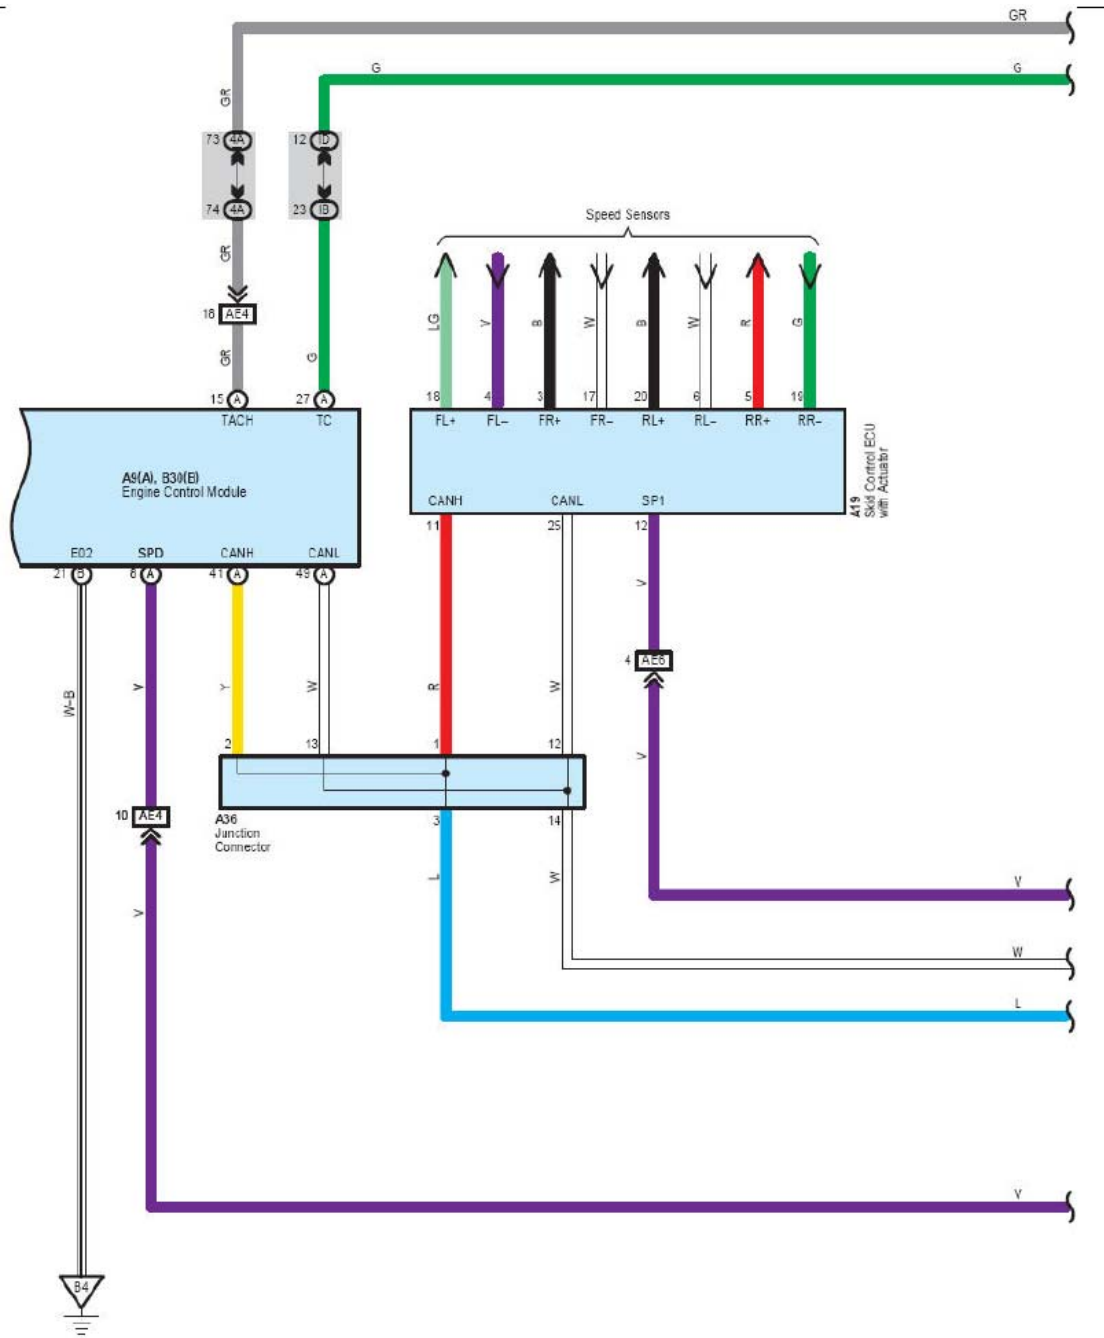 GR
G G
GR
73 4A 12 ID
74 4A 23 IB
Speed Sensors
GR
18 AE4
LG V B W B W R G
GR G
15 A 27 A
18 4 3 17 20 6 5 19
TACH TC
FL+ FL– FR+ FR– RL+ RL– RR+ RR–
A9(A), B30(B)
Engine Control Module
A19
Skid Control ECU
with Actuator
CANH CANL SP1
11 25 12
E02 SPD CANH CANL
21 B 8 A 41 A 49 A
V
4 AE6
W–B V Y W R W
V
2 13 1 12
10 AE4
A36
Junction
Connector
3 14
L W
V
V
W
L
V
B4